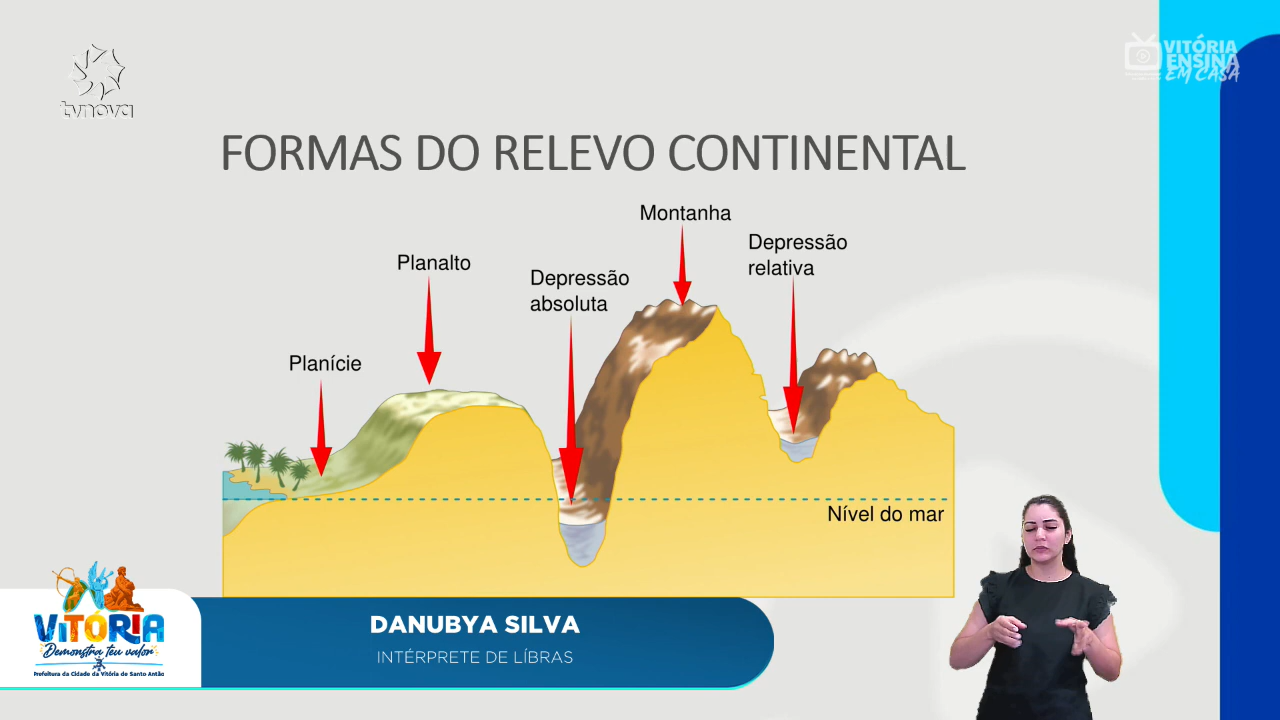 tvnova
VITÓRIA
ENSINA
EM CASA
FORMAS DO RELEVO CONTINENTAL
Montanha
Depressão
relativa
Planalto
Depressão
absoluta
Planície
Nível do mar
DANUBYA SILVA
INTÉRPRETE DE LÍBRAS
VITÓRIA
Demonstra teu valor
Prefeitura da Cidade da Vitória de Santo Antão